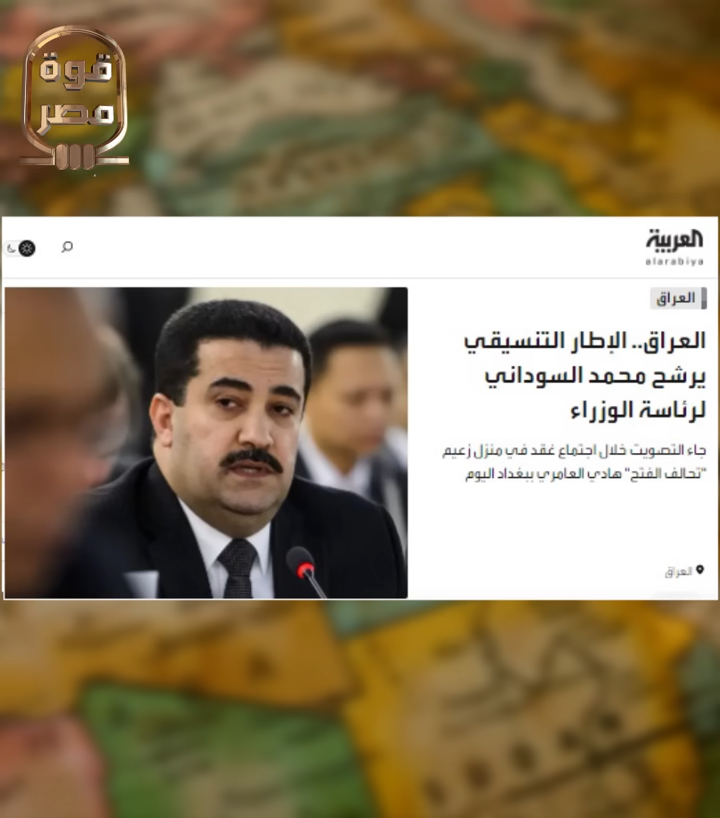 قوة
مصر
العربية
alarabiya
العراق
العراق.. الإطار التنسيقي
يرشح محمد السوداني
لرئاسة الوزراء
جاء التصويت خلال اجتماع عُقد في منزل زعيم
"تحالف الفتح" هادي العامري ببغداد اليوم
العراق